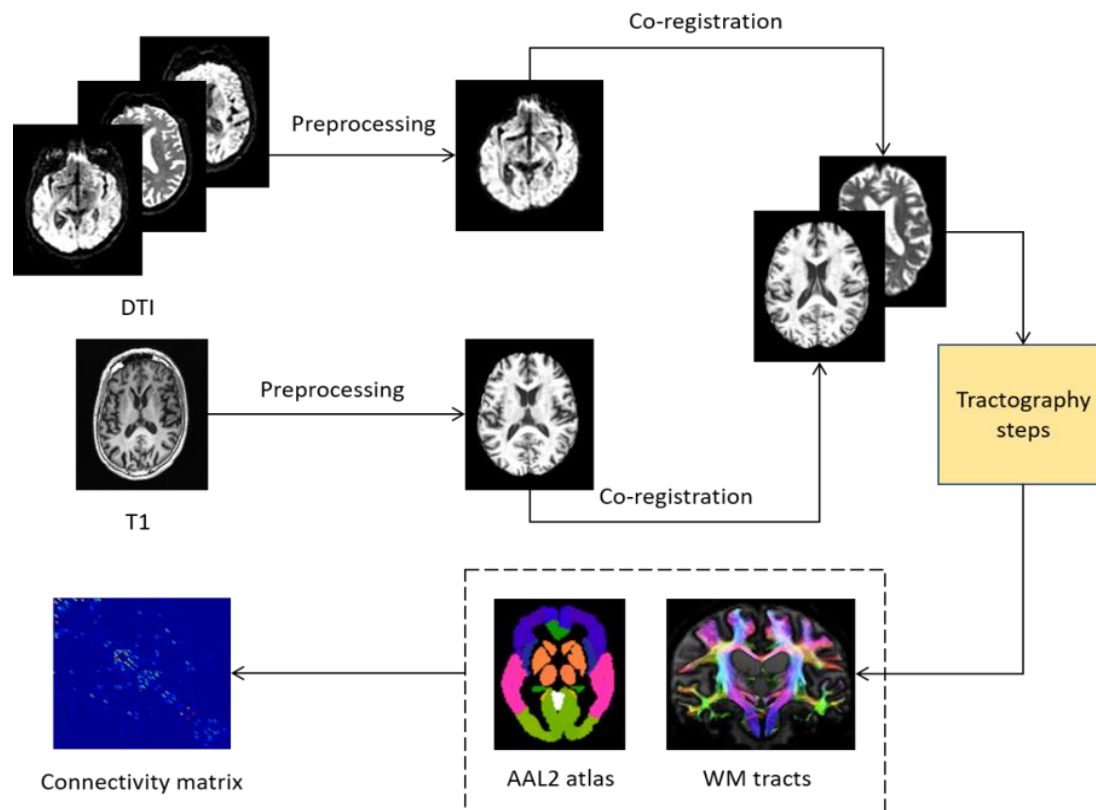 Co-registration
Preprocessing
DTI
Preprocessing
Tractography
steps
Co-registration
T1
Connectivity matrix
AAL2 atlas
WM tracts